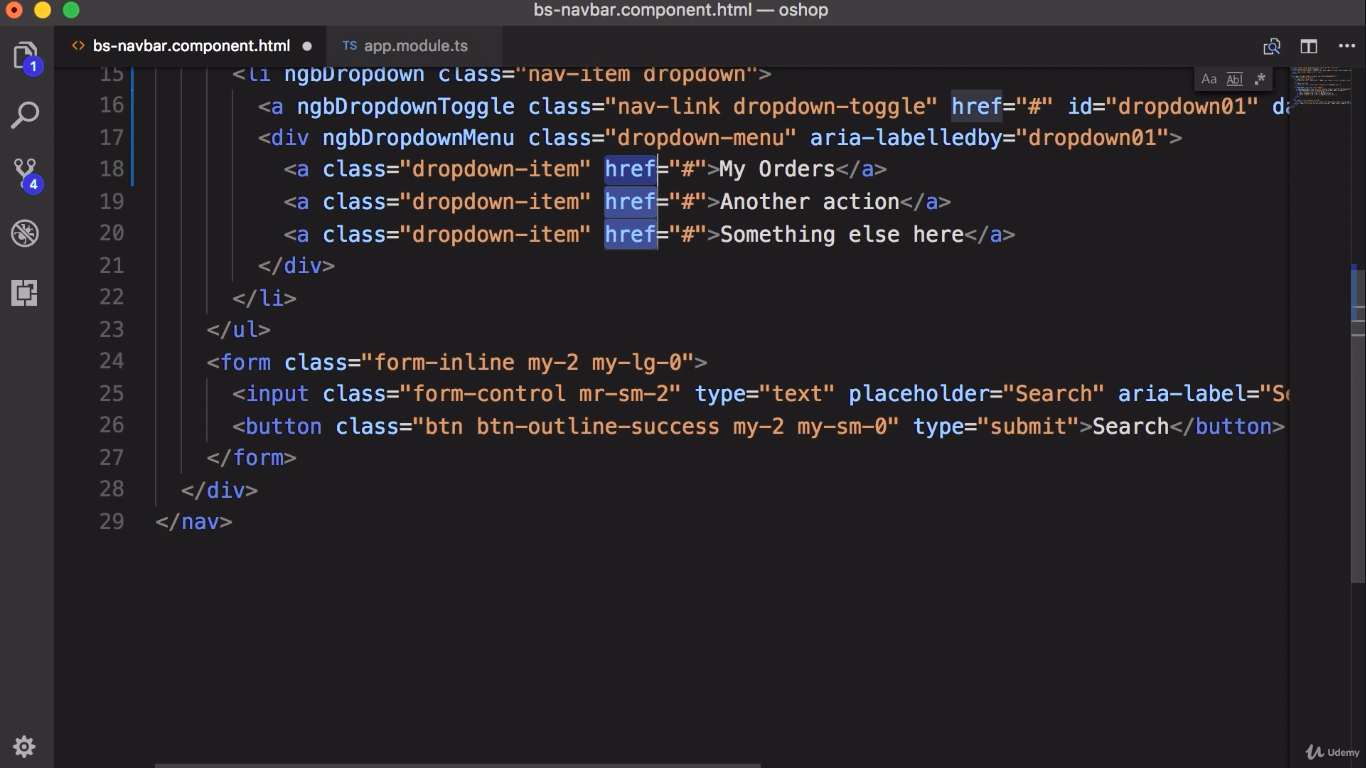 bs-navbar.component.html — oshop
<> bs-navbar.component.html ●
TS app.module.ts
Aa Abl .*
1
4
15 <li ngbDropdown class="nav-item dropdown">
16 <a ngbDropdownToggle class="nav-link dropdown-toggle" href="#" id="dropdown01" da
17 <div ngbDropdownMenu class="dropdown-menu" aria-labelledby="dropdown01">
18 <a class="dropdown-item" href="#">My Orders</a>
19 <a class="dropdown-item" href="#">Another action</a>
20 <a class="dropdown-item" href="#">Something else here</a>
21 </div>
22 </li>
23 </ul>
24 <form class="form-inline my-2 my-lg-0">
25 <input class="form-control mr-sm-2" type="text" placeholder="Search" aria-label="Se
26 <button class="btn btn-outline-success my-2 my-sm-0" type="submit">Search</button>
27 </form>
28 </div>
29 </nav>
Udemy